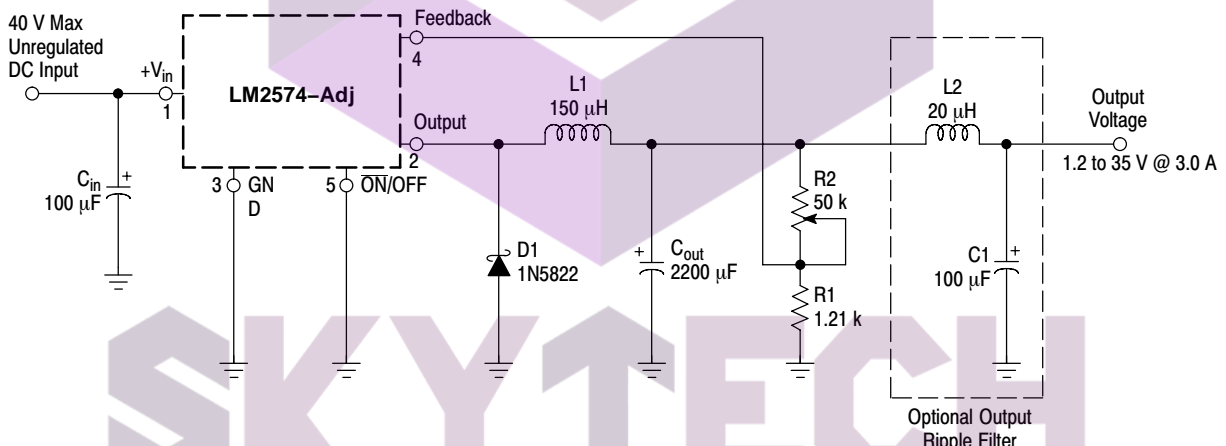 40 V Max
Unregulated
DC Input
+Vin
1
LM2574–Adj
Feedback
4
Output
2
3
GN
D
5
ON/OFF
Cin
100 μF
+
L1
150 μH
D1
1N5822
+
Cout
2200 μF
R2
50 k
R1
1.21 k
L2
20 μH
C1
100 μF
+
Output
Voltage
1.2 to 35 V @ 3.0 A
Optional Output
Ripple Filter
SKYTECH